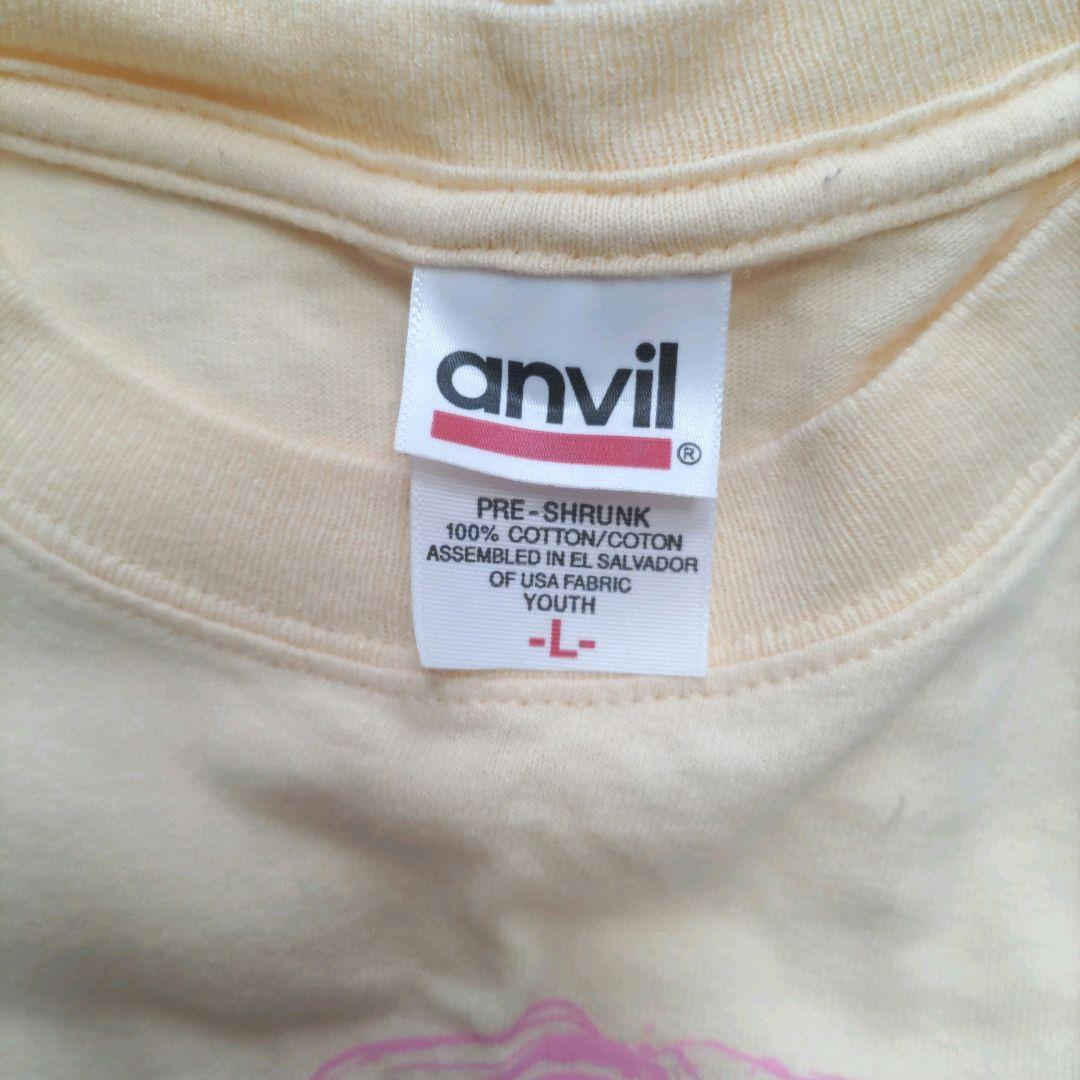 anvil
®
PRE-SHRUNK
100% COTTON/COTON
ASSEMBLED IN EL SALVADOR
OF USA FABRIC
YOUTH
-L-